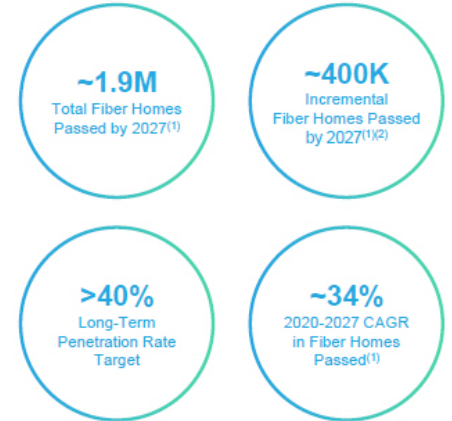 ~1.9M
Total Fiber Homes
Passed by 2027(1)
~400K
Incremental
Fiber Homes Passed
by 2027(1)(2)
>40%
Long-Term
Penetration Rate
Target
~34%
2020-2027 CAGR
in Fiber Homes
Passed(1)